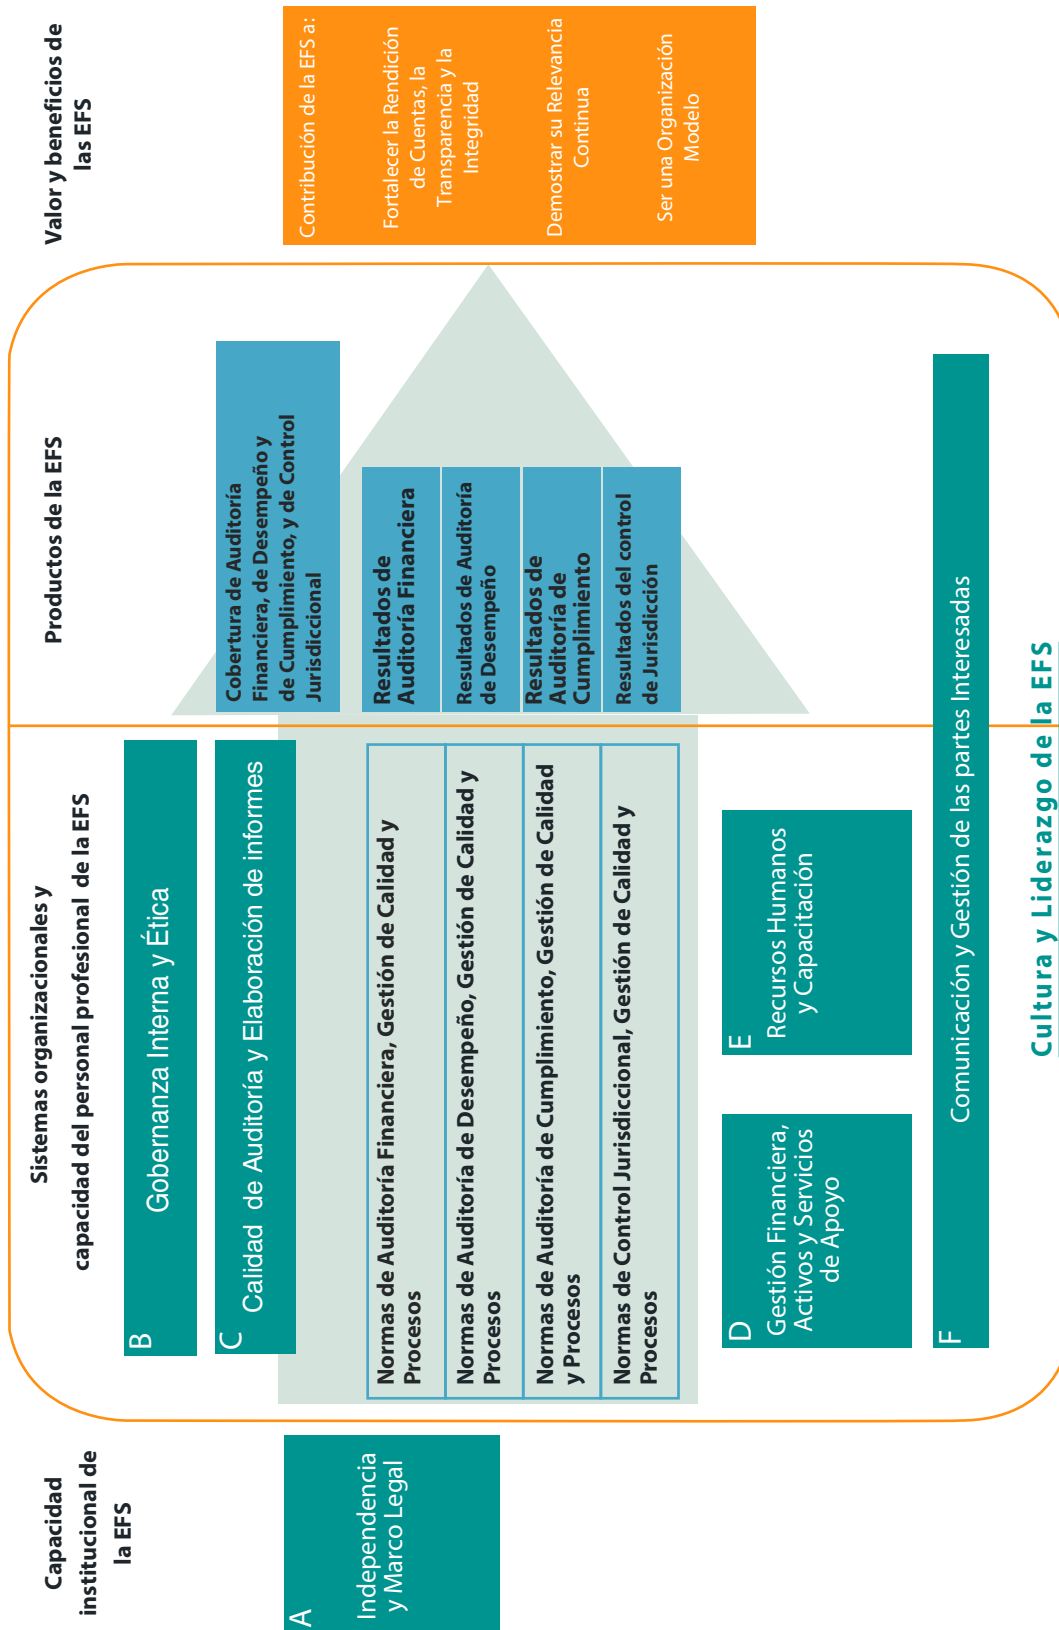 Capacidad
institucional de
la EFS
A
Independencia
y Marco Legal
Sistemas organizacionales y
capacidad del personal profesional de la EFS
B
Gobernanza Interna y Ética
C
Calidad de Auditoría y Elaboración de informes
Normas de Auditoría Financiera, Gestión de Calidad y
Procesos
Normas de Auditoría de Desempeño, Gestión de Calidad y
Procesos
Normas de Auditoría de Cumplimiento, Gestión de Calidad
y Procesos
Normas de Control Jurisdiccional, Gestión de Calidad y
Procesos
D
Gestión Financiera,
Activos y Servicios
de Apoyo
E
Recursos Humanos
y Capacitación
F
Comunicación y Gestión de las partes Interesadas
Productos de la EFS
Cobertura de Auditoría
Financiera, de Desempeño y
de Cumplimiento, y de Control
Jurisdiccional
Resultados de
Auditoría Financiera
Resultados de Auditoría
de Desempeño
Resultados de
Auditoría de
Cumplimiento
Resultados del control
de Jurisdicción
Valor y beneficios de
las EFS
Contribución de la EFS a:
Fortalecer la Rendición
de Cuentas, la
Transparencia y la
Integridad
Demostrar su Relevancia
Continua
Ser una Organización
Modelo
Cultura y Liderazgo de la EFS